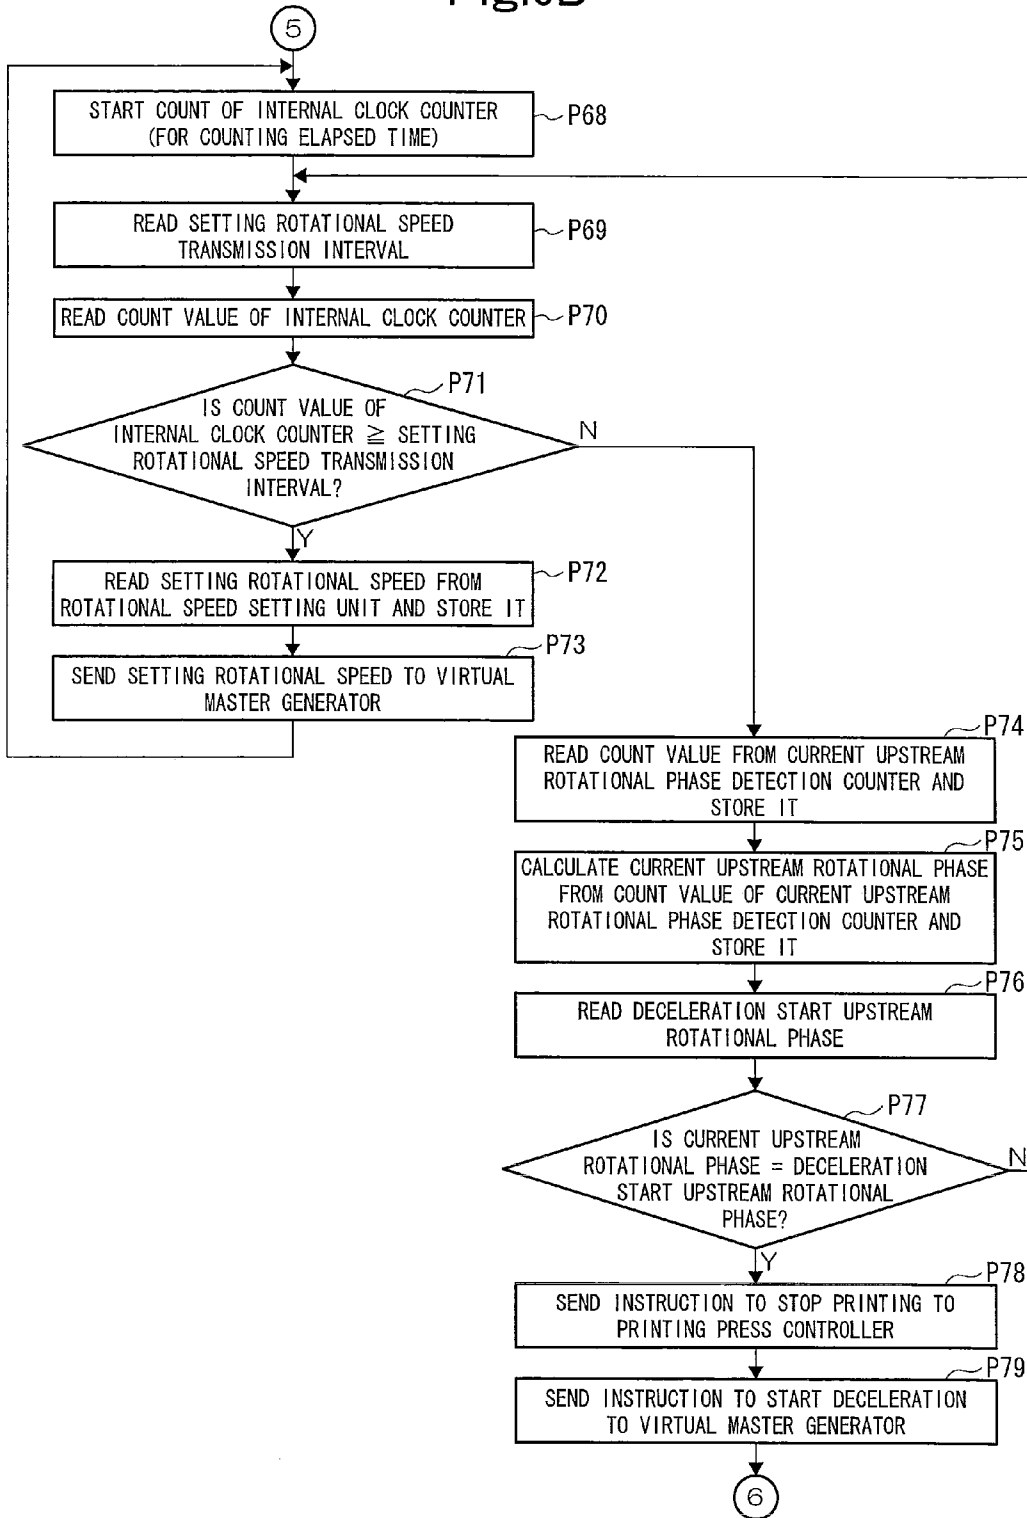 5
START COUNT OF INTERNAL CLOCK COUNTER
(FOR COUNTING ELAPSED TIME)
P68
READ SETTING ROTATIONAL SPEED
TRANSMISSION INTERVAL
P69
READ COUNT VALUE OF INTERNAL CLOCK COUNTER
P70
P71
IS COUNT VALUE OF
INTERNAL CLOCK COUNTER ≧ SETTING
ROTATIONAL SPEED TRANSMISSION
INTERVAL?
N
Y
READ SETTING ROTATIONAL SPEED FROM
ROTATIONAL SPEED SETTING UNIT AND STORE IT
P72
P73
SEND SETTING ROTATIONAL SPEED TO VIRTUAL
MASTER GENERATOR
P74
READ COUNT VALUE FROM CURRENT UPSTREAM
ROTATIONAL PHASE DETECTION COUNTER AND
STORE IT
P75
CALCULATE CURRENT UPSTREAM ROTATIONAL PHASE
FROM COUNT VALUE OF CURRENT UPSTREAM
ROTATIONAL PHASE DETECTION COUNTER AND
STORE IT
P76
READ DECELERATION START UPSTREAM
ROTATIONAL PHASE
P77
IS CURRENT UPSTREAM
ROTATIONAL PHASE = DECELERATION
START UPSTREAM ROTATIONAL
PHASE?
N
Y
P78
SEND INSTRUCTION TO STOP PRINTING TO
PRINTING PRESS CONTROLLER
P79
SEND INSTRUCTION TO START DECELERATION
TO VIRTUAL MASTER GENERATOR
6